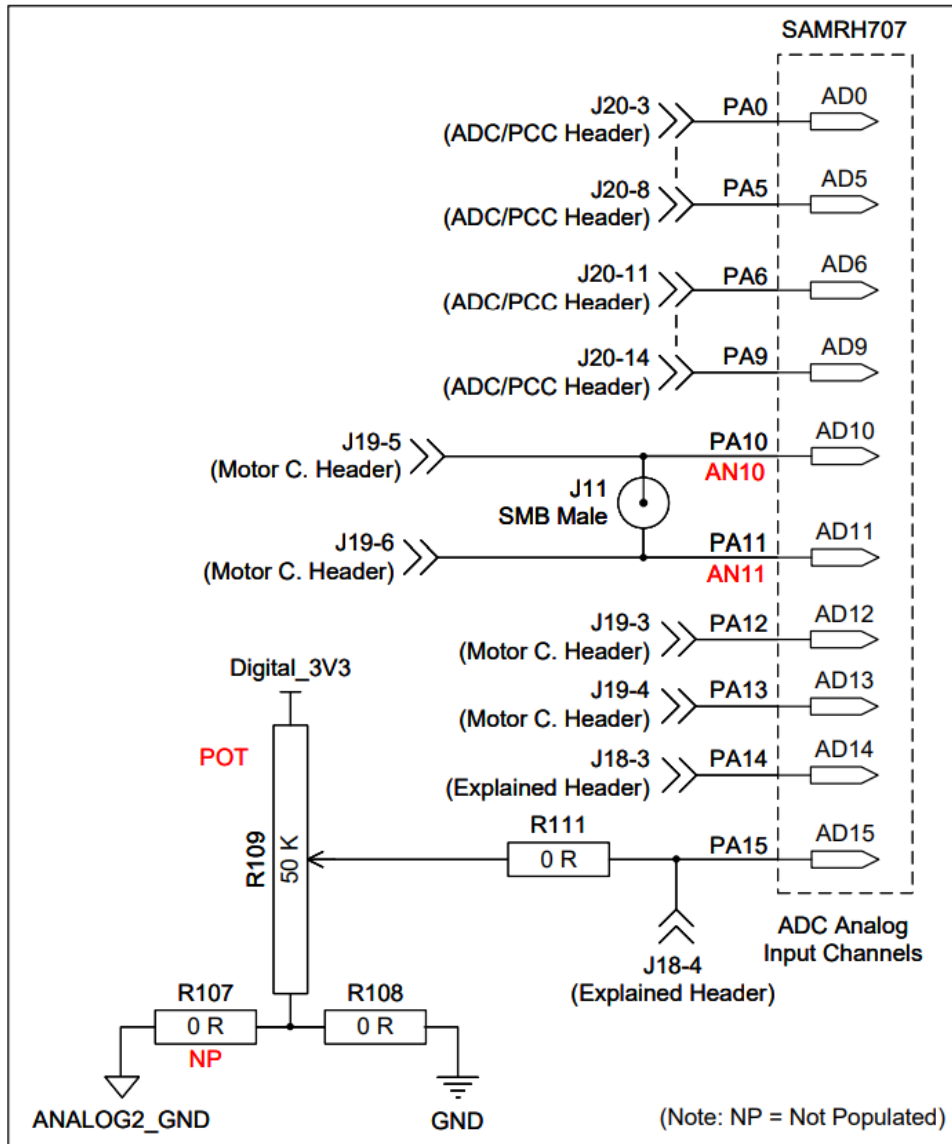 SAMRH707
J20-3
(ADC/PCC Header)
PA0
AD0
J20-8
(ADC/PCC Header)
PA5
AD5
J20-11
(ADC/PCC Header)
PA6
AD6
J20-14
(ADC/PCC Header)
PA9
AD9
J19-5
(Motor C. Header)
PA10
AN10
AD10
J11
SMB Male
J19-6
(Motor C. Header)
PA11
AN11
AD11
J19-3
(Motor C. Header)
PA12
AD12
Digital_3V3
J19-4
(Motor C. Header)
PA13
AD13
POT
J18-3
(Explained Header)
PA14
AD14
R109
50 K
R111
0 R
PA15
AD15
ADC Analog
Input Channels
J18-4
(Explained Header)
R107
0 R
NP
R108
0 R
ANALOG2_GND
GND
(Note: NP = Not Populated)